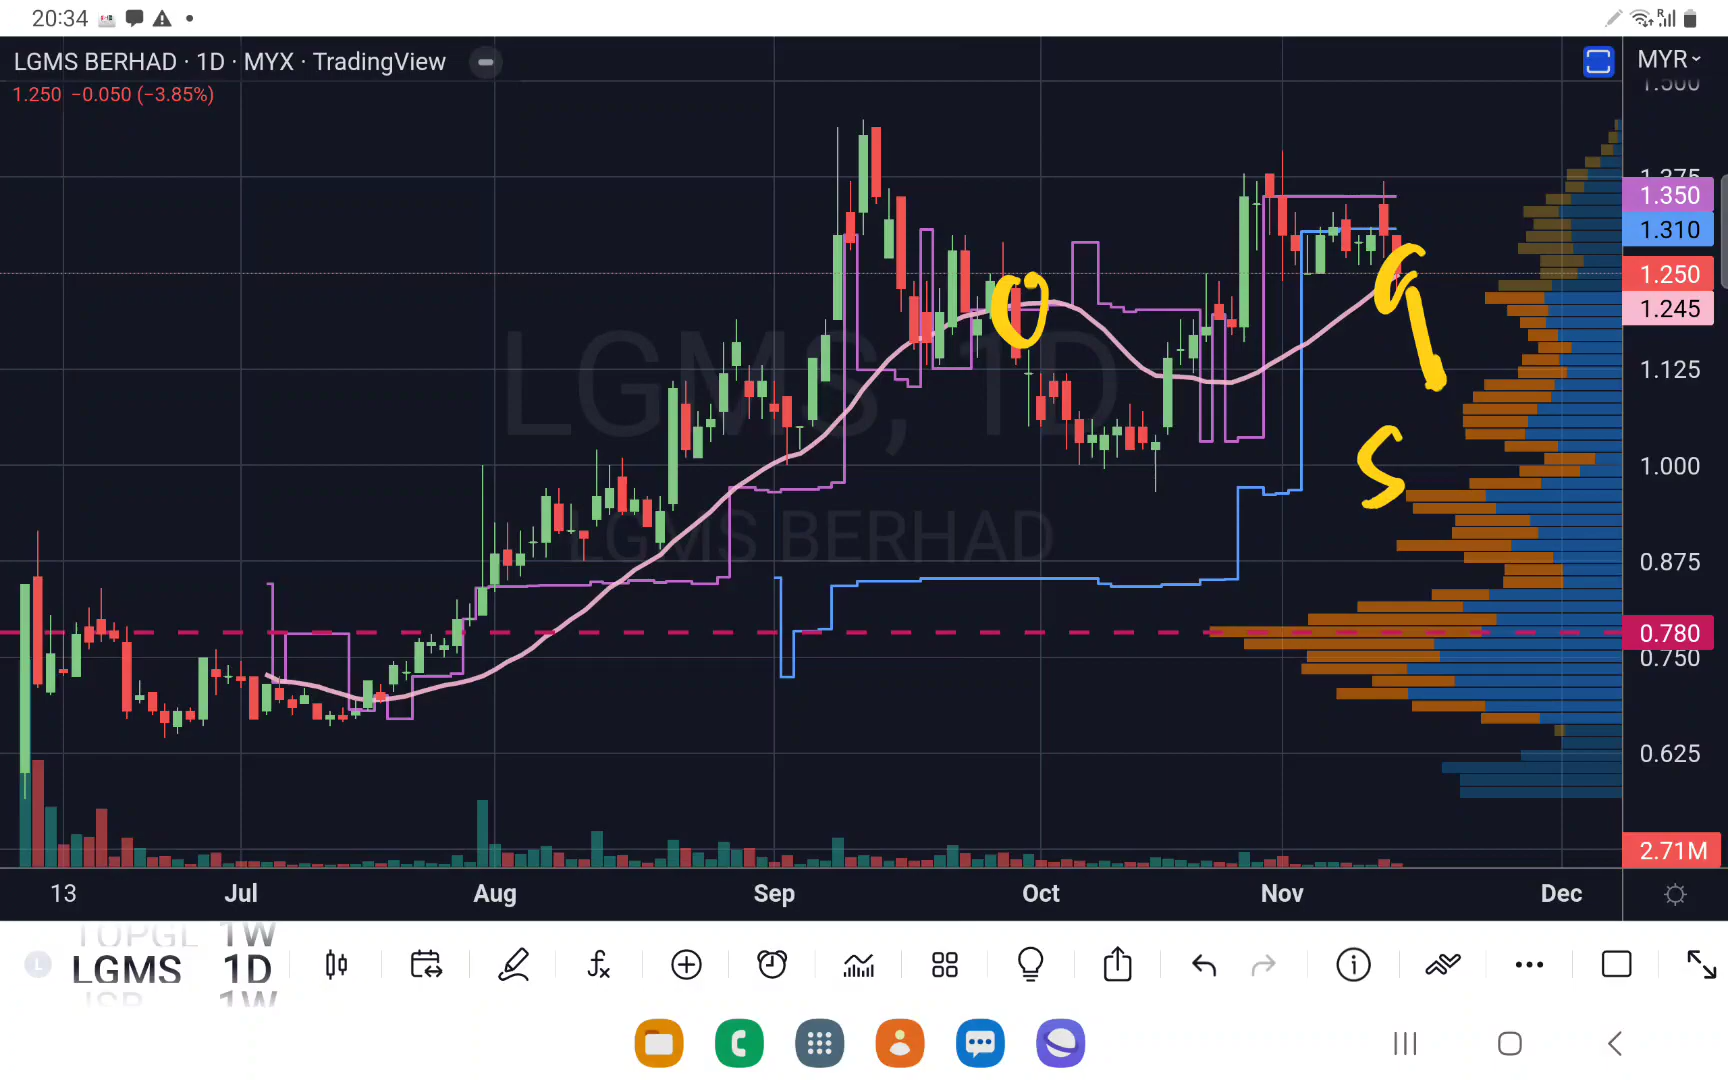 20:34
LGMS BERHAD · 1D · MYX · TradingView
MYR
1.250 −0.050 (−3.85%)
1.500
1.375
1.350
1.310
1.250
1.245
1.125
1.000
0.875
0.780
0.750
0.625
2.71M
LGMS, 1D
LGMS BERHAD
S
13 Jul Aug Sep Oct Nov Dec
TOPGL 1W
L LGMS 1D
1W